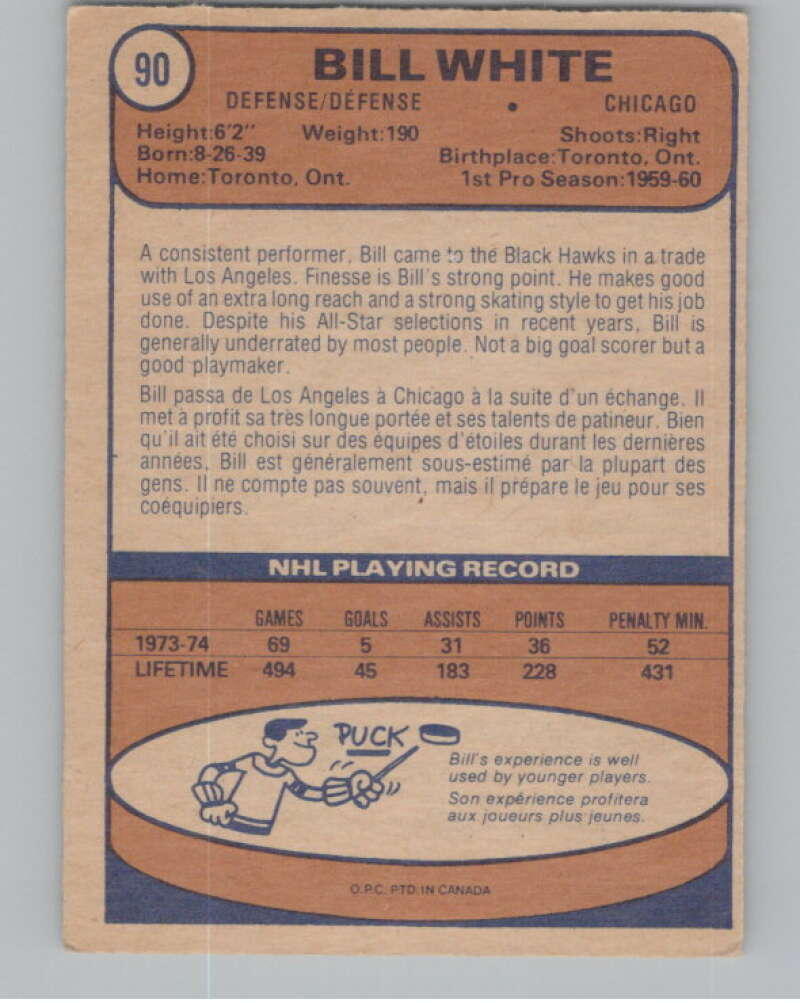 90
BILL WHITE
DEFENSE/DÉFENSE • CHICAGO
Height:6'2" Weight:190 Shoots:Right
Born:8-26-39 Birthplace:Toronto, Ont.
Home:Toronto, Ont. 1st Pro Season:1959-60
A consistent performer, Bill came to the Black Hawks in a trade
with Los Angeles. Finesse is Bill's strong point. He makes good
use of an extra long reach and a strong skating style to get his job
done. Despite his All-Star selections in recent years, Bill is
generally underrated by most people. Not a big goal scorer but a
good playmaker.
Bill passa de Los Angeles à Chicago à la suite d'un échange. Il
met à profit sa très longue portée et ses talents de patineur. Bien
qu'il ait été choisi sur des équipes d'étoiles durant les dernières
années, Bill est généralement sous-estimé par la plupart des
gens. Il ne compte pas souvent, mais il prépare le jeu pour ses
coéquipiers.
NHL PLAYING RECORD
GAMES GOALS ASSISTS POINTS PENALTY MIN.
1973-74 69 5 31 36 52
LIFETIME 494 45 183 228 431
PUCK
Bill's experience is well
used by younger players.
Son expérience profitera
aux joueurs plus jeunes.
O.P.C. PTD. IN CANADA